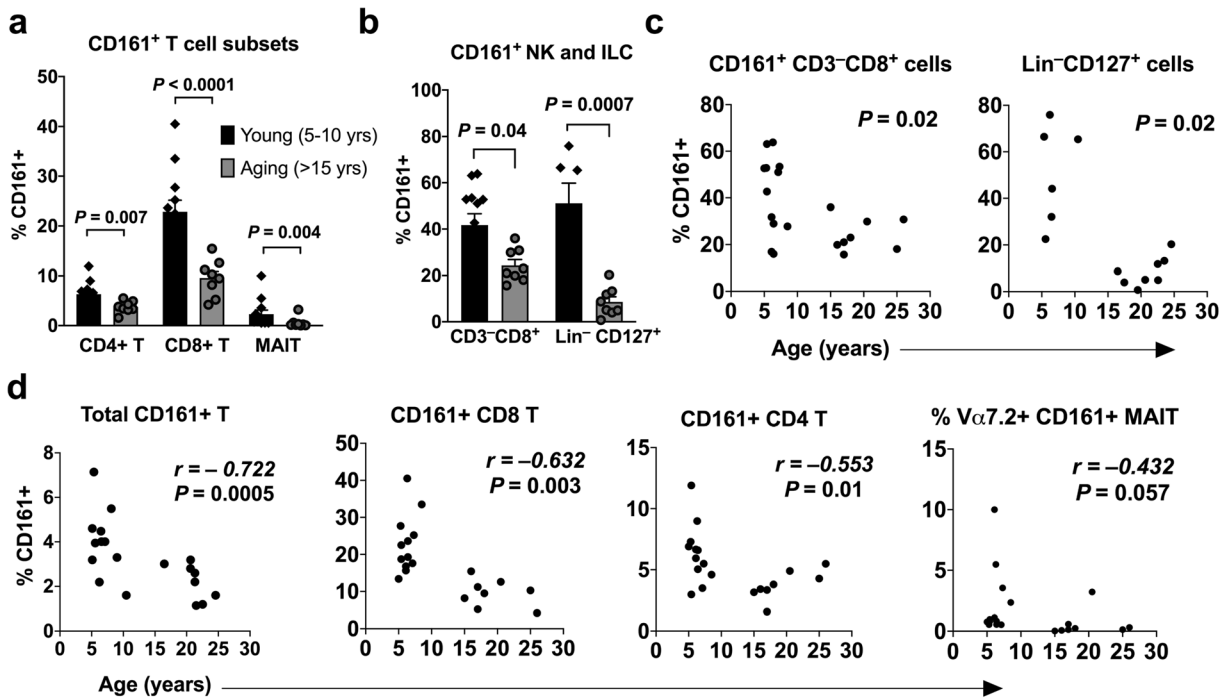 a
CD161⁺ T cell subsets
% CD161+
50
40
30
20
10
0
P < 0.0001
P = 0.007
P = 0.004
Young (5-10 yrs)
Aging (>15 yrs)
CD4+ T
CD8+ T
MAIT
b
CD161⁺ NK and ILC
% CD161+
100
80
60
40
20
0
P = 0.04
P = 0.0007
CD3⁻CD8⁺
Lin⁻ CD127⁺
c
CD161⁺ CD3⁻CD8⁺ cells
P = 0.02
% CD161+
80
60
40
20
0
0 5 10 15 20 25 30
Lin⁻CD127⁺ cells
P = 0.02
80
60
40
20
0
0 5 10 15 20 25 30
Age (years)
d
Total CD161+ T
r = – 0.722
P = 0.0005
% CD161+
8
6
4
2
0
0 5 10 15 20 25 30
CD161+ CD8 T
r = –0.632
P = 0.003
50
40
30
20
10
0
0 5 10 15 20 25 30
CD161+ CD4 T
r = –0.553
P = 0.01
15
10
5
0
0 5 10 15 20 25 30
% Vα7.2+ CD161+ MAIT
r = –0.432
P = 0.057
15
10
5
0
0 5 10 15 20 25 30
Age (years)